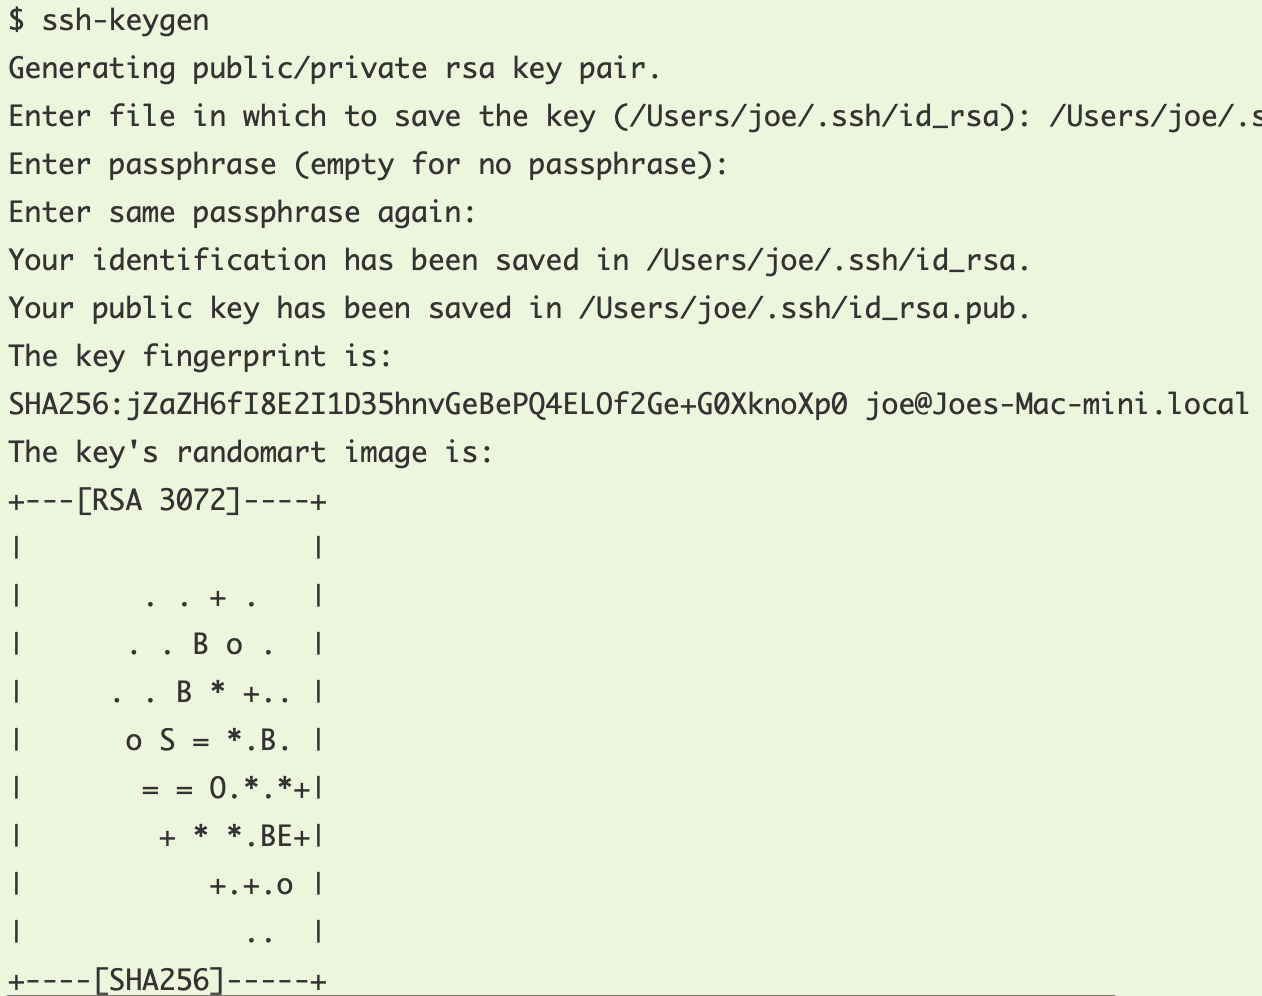 $ ssh-keygen
Generating public/private rsa key pair.
Enter file in which to save the key (/Users/joe/.ssh/id_rsa): /Users/joe/.s
Enter passphrase (empty for no passphrase):
Enter same passphrase again:
Your identification has been saved in /Users/joe/.ssh/id_rsa.
Your public key has been saved in /Users/joe/.ssh/id_rsa.pub.
The key fingerprint is:
SHA256:jZaZH6fI8E2I1D35hnvGeBePQ4ELOf2Ge+G0XknoXp0 joe@Joes-Mac-mini.local
The key's randomart image is:
+---[RSA 3072]----+
|                 |
|       . . + .   |
|      . . B o .  |
|     . . B * +.. |
|      o S = *.B. |
|       = = O.*.*+|
|        + * *.BE+|
|           +.+.o |
|             ..  |
+----[SHA256]-----+